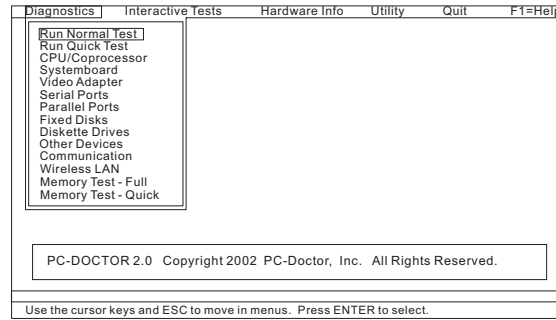 Diagnostics Interactive Tests Hardware Info Utility Quit F1=Help
Run Normal Test
Run Quick Test
CPU/Coprocessor
Systemboard
Video Adapter
Serial Ports
Parallel Ports
Fixed Disks
Diskette Drives
Other Devices
Communication
Wireless LAN
Memory Test - Full
Memory Test - Quick
PC-DOCTOR 2.0 Copyright 2002 PC-Doctor, Inc. All Rights Reserved.
Use the cursor keys and ESC to move in menus. Press ENTER to select.